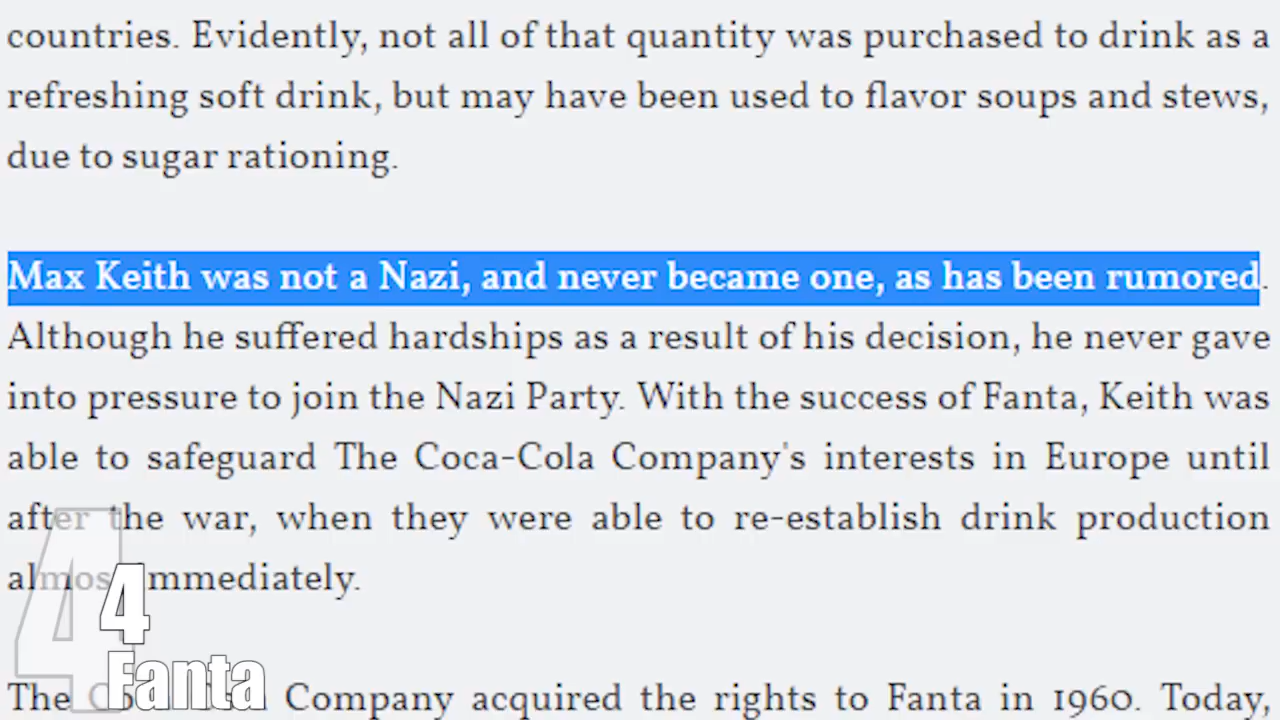 countries. Evidently, not all of that quantity was purchased to drink as a
refreshing soft drink, but may have been used to flavor soups and stews,
due to sugar rationing.
Max Keith was not a Nazi, and never became one, as has been rumored.
Although he suffered hardships as a result of his decision, he never gave
into pressure to join the Nazi Party. With the success of Fanta, Keith was
able to safeguard The Coca-Cola Company's interests in Europe until
after the war, when they were able to re-establish drink production
almost immediately.
4
4
Fanta
The Company acquired the rights to Fanta in 1960. Today,